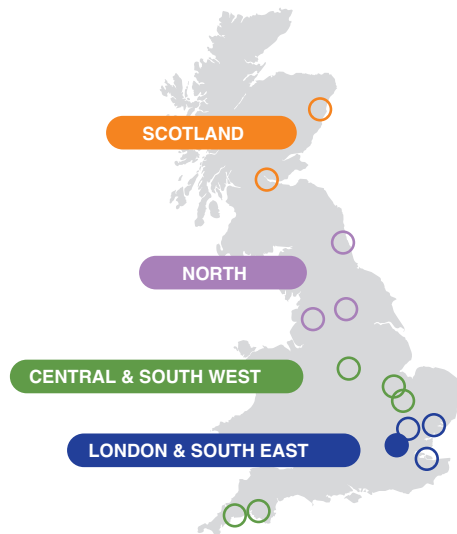 SCOTLAND
NORTH
CENTRAL & SOUTH WEST
LONDON & SOUTH EAST